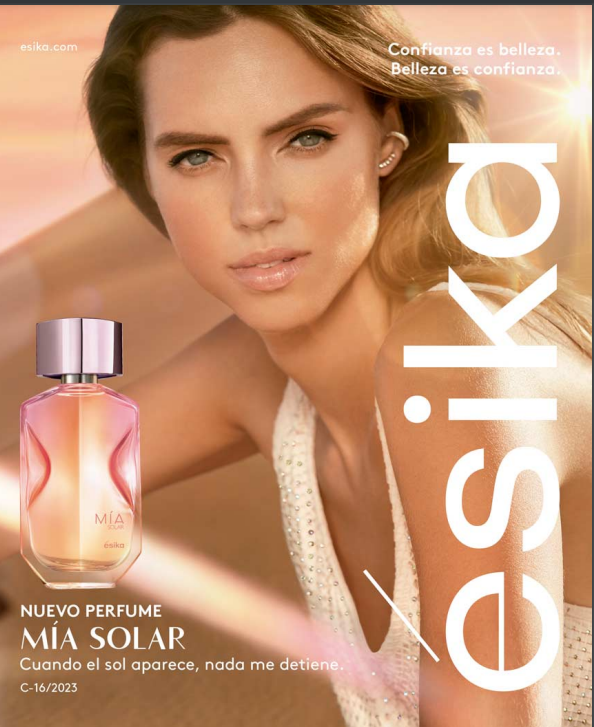 esika.com
Confianza es belleza.
Belleza es confianza.
ésika
MÍA
SOLAR
ésika
NUEVO PERFUME
MÍA SOLAR
Cuando el sol aparece, nada me detiene.
C-16/2023